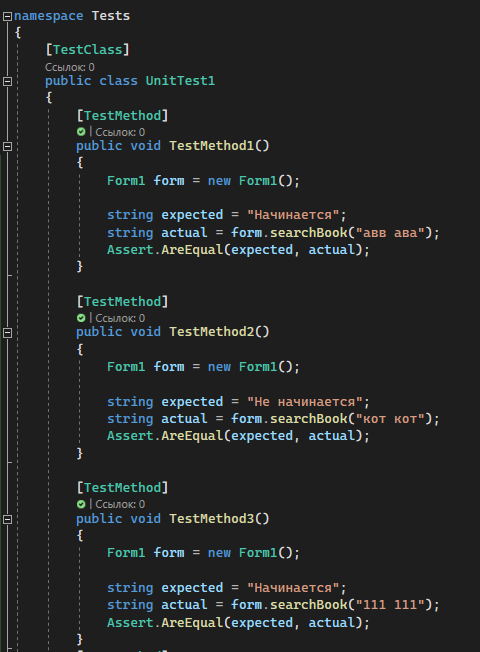 namespace Tests
{
[TestClass]
Ссылок: 0
public class UnitTest1
{
[TestMethod]
| Ссылок: 0
public void TestMethod1()
{
Form1 form = new Form1();
string expected = "Начинается";
string actual = form.searchBook("авв ава");
Assert.AreEqual(expected, actual);
}
[TestMethod]
| Ссылок: 0
public void TestMethod2()
{
Form1 form = new Form1();
string expected = "Не начинается";
string actual = form.searchBook("кот кот");
Assert.AreEqual(expected, actual);
}
[TestMethod]
| Ссылок: 0
public void TestMethod3()
{
Form1 form = new Form1();
string expected = "Начинается";
string actual = form.searchBook("111 111");
Assert.AreEqual(expected, actual);
}